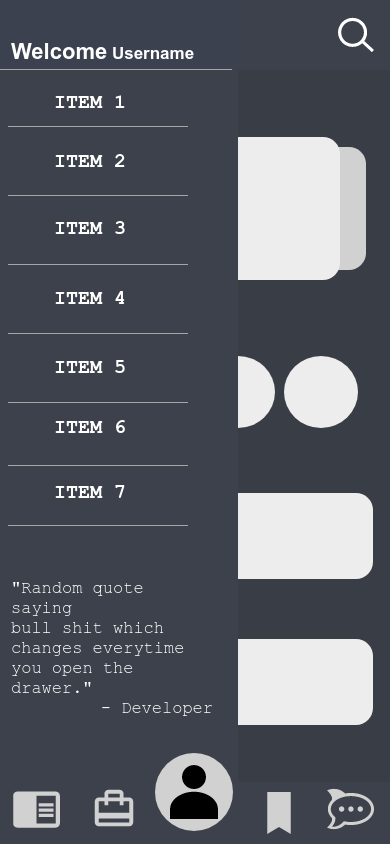 Welcome Username
ITEM 1
ITEM 2
ITEM 3
ITEM 4
ITEM 5
ITEM 6
ITEM 7
"Random quote
saying
bull shit which
changes everytime
you open the
drawer."
- Developer